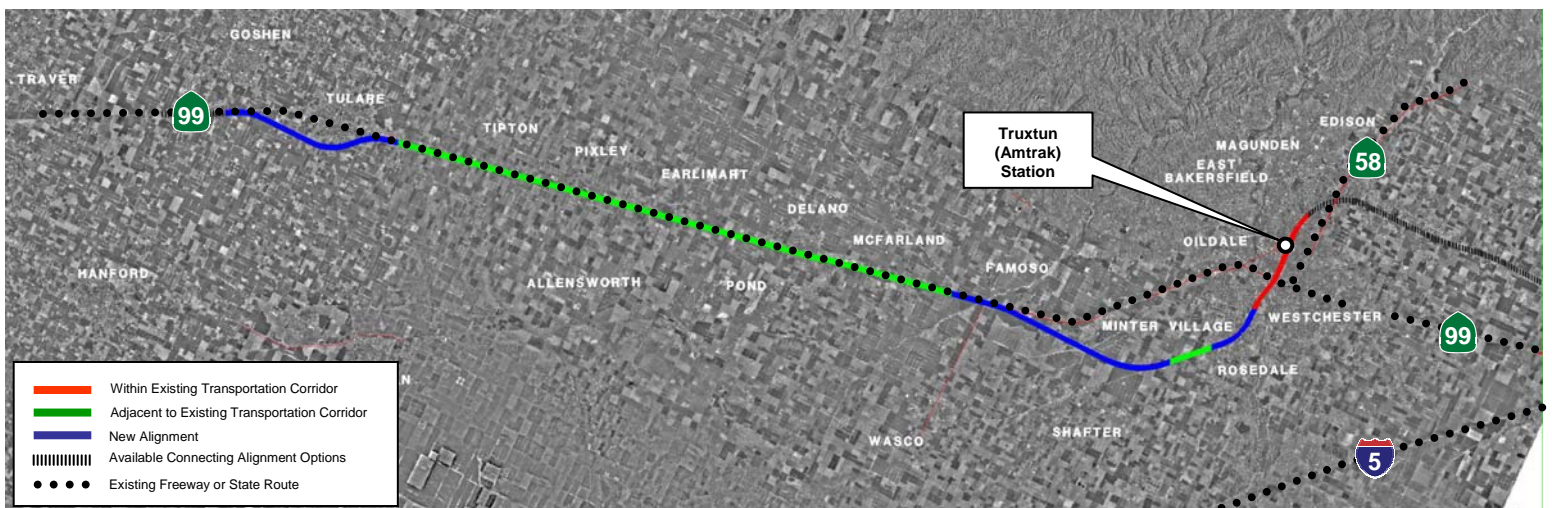 GOSHEN
TRAVER
99
TULARE
TIPTON
PIXLEY
EARLIMART
DELANO
MCFARLAND
FAMOSO
HANFORD
ALLENSWORTH
POND
Truxtun
(Amtrak)
Station
EDISON
MAGUNDEN
58
EAST
BAKERSFIELD
OILDALE
MINTER VILLAGE
WESTCHESTER
99
ROSEDALE
WASCO
SHAFTER
5
Within Existing Transportation Corridor
Adjacent to Existing Transportation Corridor
New Alignment
Available Connecting Alignment Options
Existing Freeway or State Route